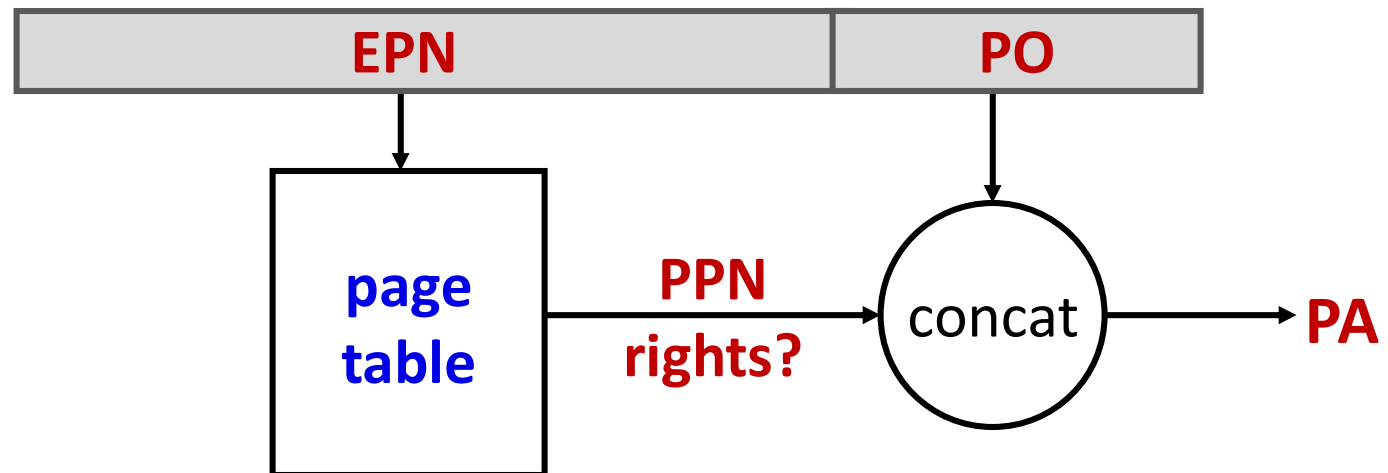 EPN
PO
page
table
PPN
rights?
concat
PA